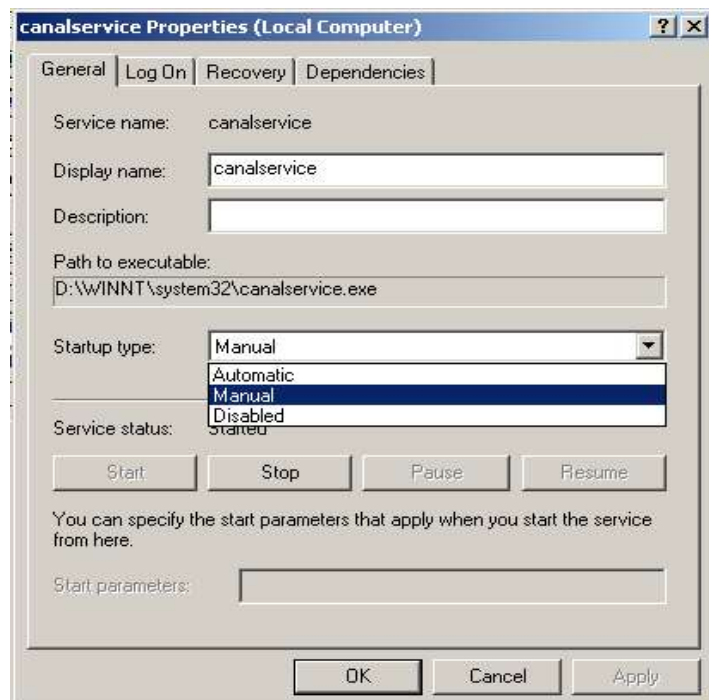 canalservice Properties (Local Computer)
General Log On Recovery Dependencies
Service name: canalservice
Display name: canalservice
Description:
Path to executable:
D:\WINNT\system32\canalservice.exe
Startup type: Manual
Automatic
Manual
Disabled
Service status: Started
Start Stop Pause Resume
You can specify the start parameters that apply when you start the service
from here.
Start parameters:
OK Cancel Apply